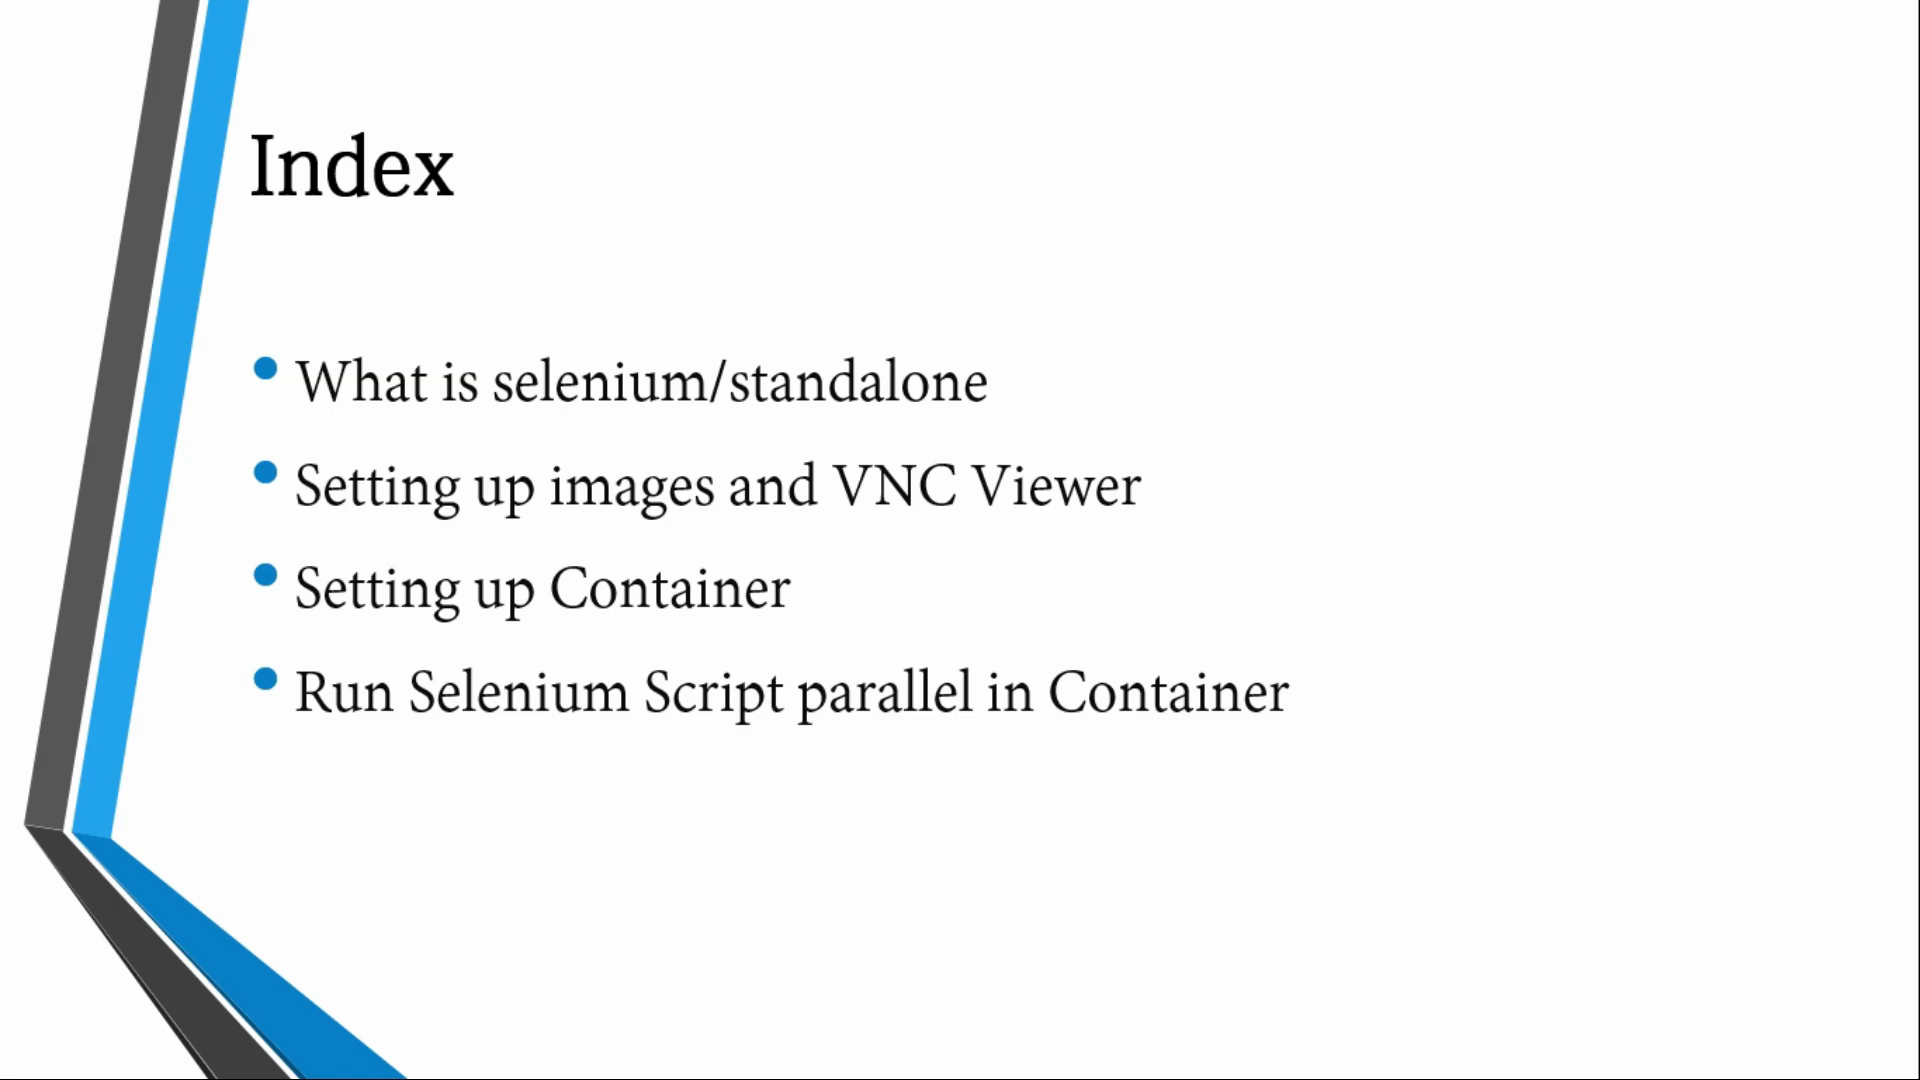 Index
What is selenium/standalone
Setting up images and VNC Viewer
Setting up Container
Run Selenium Script parallel in Container